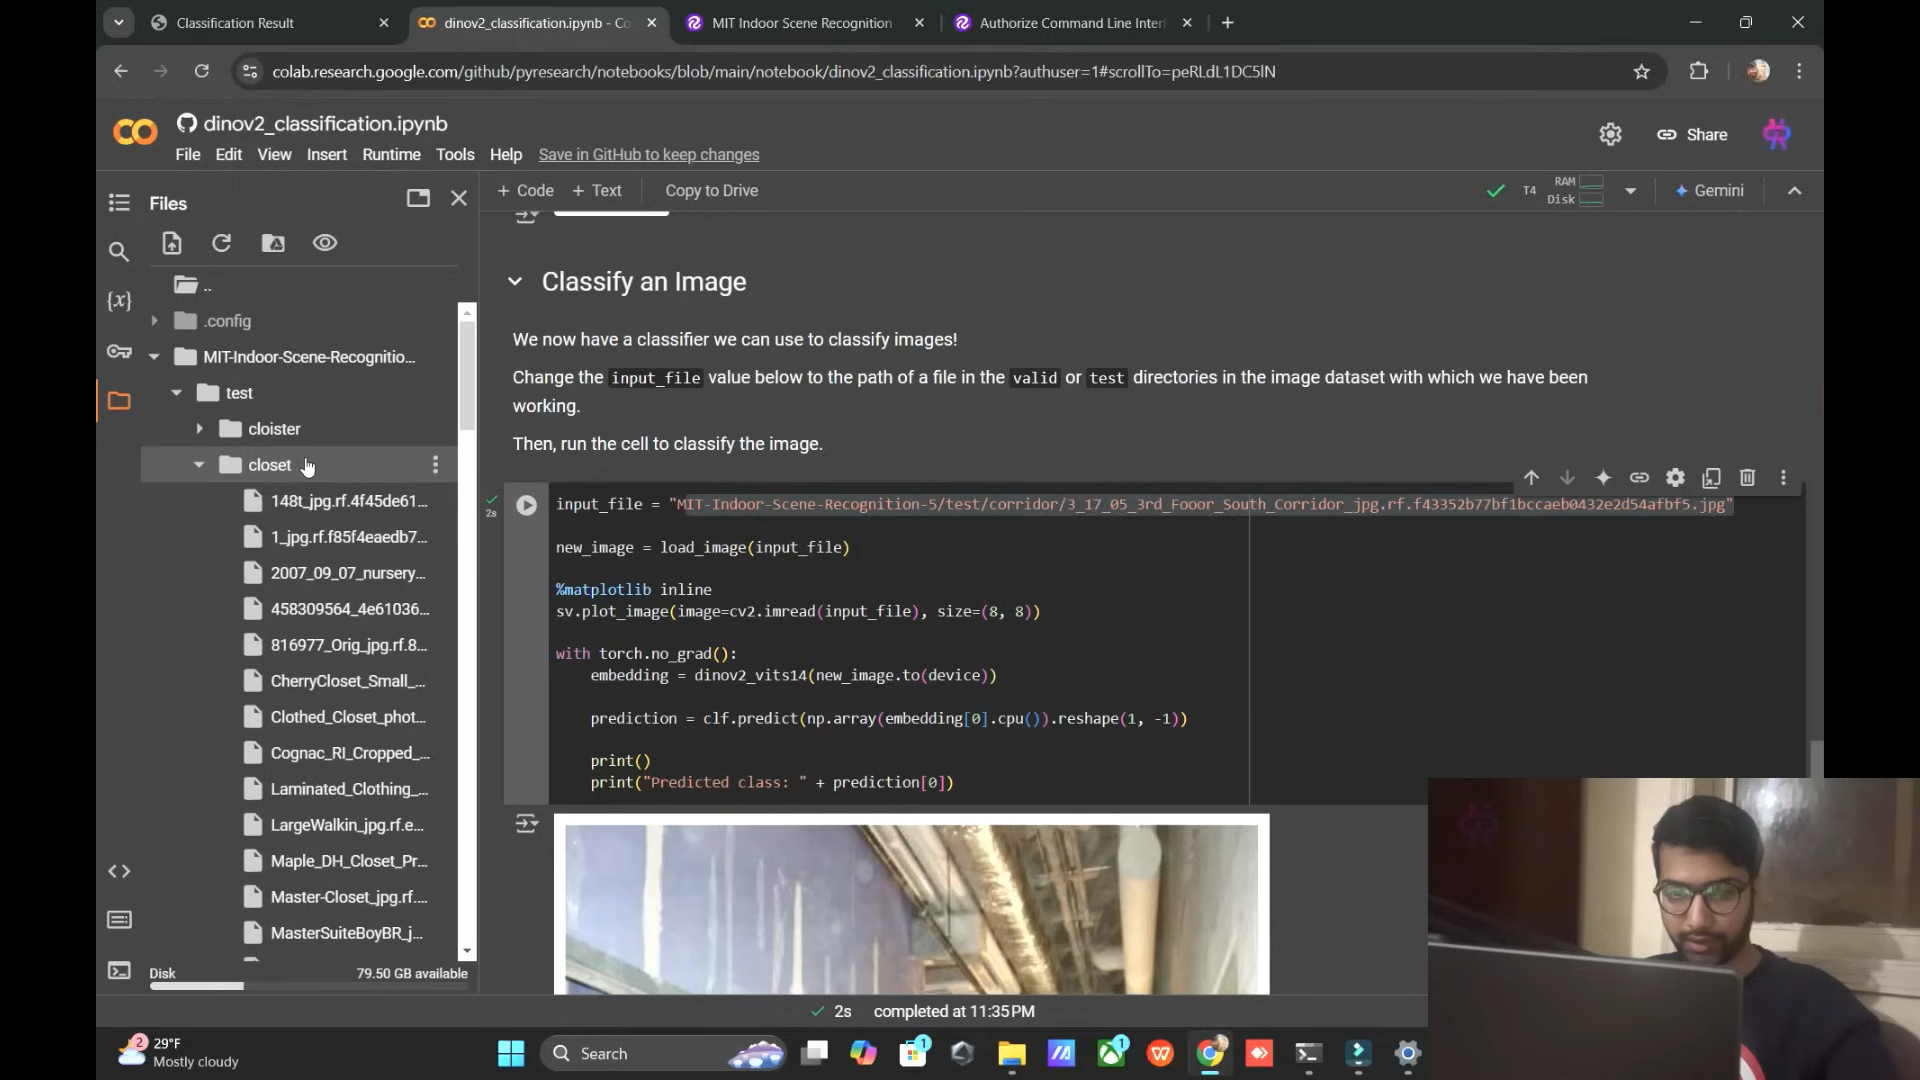 Classification Result
dinov2_classification.ipynb - Co
MIT Indoor Scene Recognition
Authorize Command Line Inter
colab.research.google.com/github/pyresearch/notebooks/blob/main/notebook/dinov2_classification.ipynb?authuser=1#scrollTo=peRLdL1DC5lN
dinov2_classification.ipynb
Share
File Edit View Insert Runtime Tools Help Save in GitHub to keep changes
Files
+ Code + Text Copy to Drive
T4
RAM
Disk
Gemini
..
.config
MIT-Indoor-Scene-Recognitio...
test
cloister
closet
148t_jpg.rf.4f45de61...
1_jpg.rf.f85f4eaedb7...
2007_09_07_nursery...
458309564_4e61036...
816977_Orig_jpg.rf.8...
CherryCloset_Small_...
Clothed_Closet_phot...
Cognac_RI_Cropped_...
Laminated_Clothing_...
LargeWalkin_jpg.rf.e...
Maple_DH_Closet_Pr...
Master-Closet_jpg.rf....
MasterSuiteBoyBR_j...
Disk 79.50 GB available
Classify an Image
We now have a classifier we can use to classify images!
Change the input_file value below to the path of a file in the valid or test directories in the image dataset with which we have been
working.
Then, run the cell to classify the image.
2s
input_file = "MIT-Indoor-Scene-Recognition-5/test/corridor/3_17_05_3rd_Fooor_South_Corridor_jpg.rf.f43352b77bf1bccaeb0432e2d54afbf5.jpg"
new_image = load_image(input_file)
%matplotlib inline
sv.plot_image(image=cv2.imread(input_file), size=(8, 8))
with torch.no_grad():
embedding = dinov2_vits14(new_image.to(device))
prediction = clf.predict(np.array(embedding[0].cpu()).reshape(1, -1))
print()
print("Predicted class: " + prediction[0])
2s completed at 11:35 PM
2
29°F
Mostly cloudy
Search
1
1